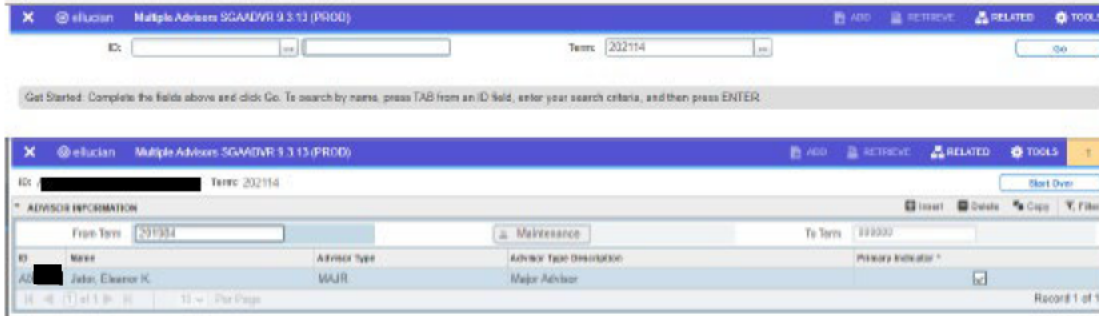 ellucian Multiple Advisors SGAADVR 9.3.13 (PROD) ADD RETRIEVE RELATED TOOLS
ID: Term: 202114 Go
Get Started: Complete the fields above and click Go. To search by name, press TAB from an ID field, enter your search criteria, and then press ENTER.
ellucian Multiple Advisors SGAADVR 9.3.13 (PROD) ADD RETRIEVE RELATED TOOLS 1
ID: Term: 202114 Start Over
ADVISOR INFORMATION Insert Delete Copy Filter
From Term Maintenance To Term 999999
ID Name Advisor Type Advisor Type Description Primary Indicator *
Eleanor K. MAJR Major Advisor
1 of 1 10 Per Page Record 1 of 1